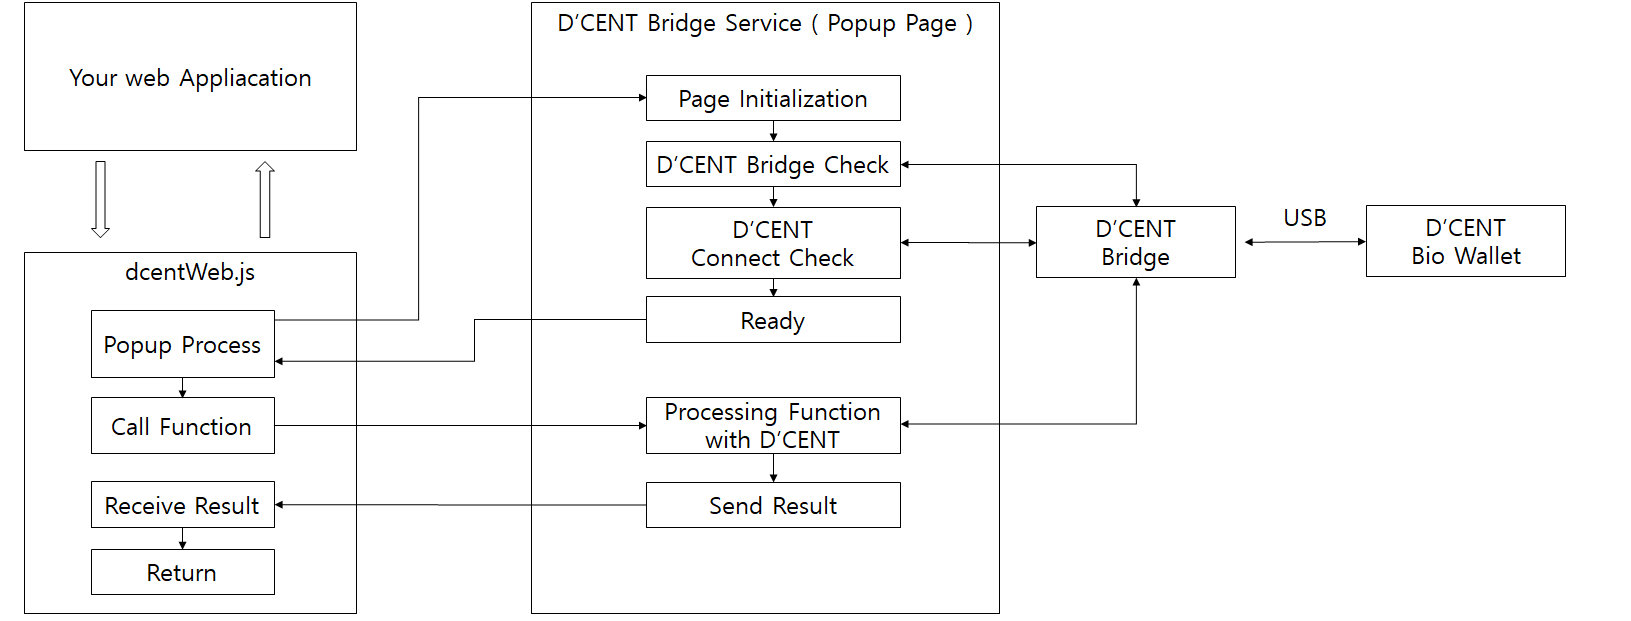 Your web Appliacation
dcentWeb.js
Popup Process
Call Function
Receive Result
Return
D’CENT Bridge Service ( Popup Page )
Page Initialization
D’CENT Bridge Check
D’CENT
Connect Check
Ready
Processing Function
with D’CENT
Send Result
D’CENT
Bridge
USB
D’CENT
Bio Wallet